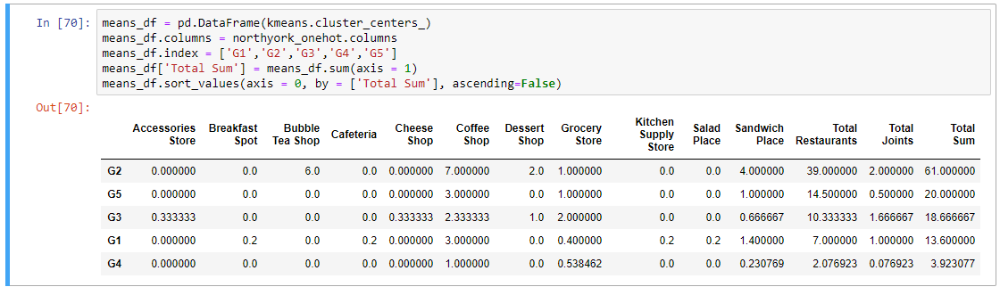 In [70]: means_df = pd.DataFrame(kmeans.cluster_centers_)
means_df.columns = northyork_onehot.columns
means_df.index = ['G1','G2','G3','G4','G5']
means_df['Total Sum'] = means_df.sum(axis = 1)
means_df.sort_values(axis = 0, by = ['Total Sum'], ascending=False)
Out[70]:
Accessories Store Breakfast Spot Bubble Tea Shop Cafeteria Cheese Shop Coffee Shop Dessert Shop Grocery Store Kitchen Supply Store Salad Place Sandwich Place Total Restaurants Total Joints Total Sum
G2 0.000000 0.0 6.0 0.0 0.000000 7.000000 2.0 1.000000 0.0 0.0 4.000000 39.000000 2.000000 61.000000
G5 0.000000 0.0 0.0 0.0 0.000000 3.000000 0.0 1.000000 0.0 0.0 1.000000 14.500000 0.500000 20.000000
G3 0.333333 0.0 0.0 0.0 0.333333 2.333333 1.0 2.000000 0.0 0.0 0.666667 10.333333 1.666667 18.666667
G1 0.000000 0.2 0.0 0.2 0.000000 3.000000 0.0 0.400000 0.2 0.2 1.400000 7.000000 1.000000 13.600000
G4 0.000000 0.0 0.0 0.0 0.000000 1.000000 0.0 0.538462 0.0 0.0 0.230769 2.076923 0.076923 3.923077